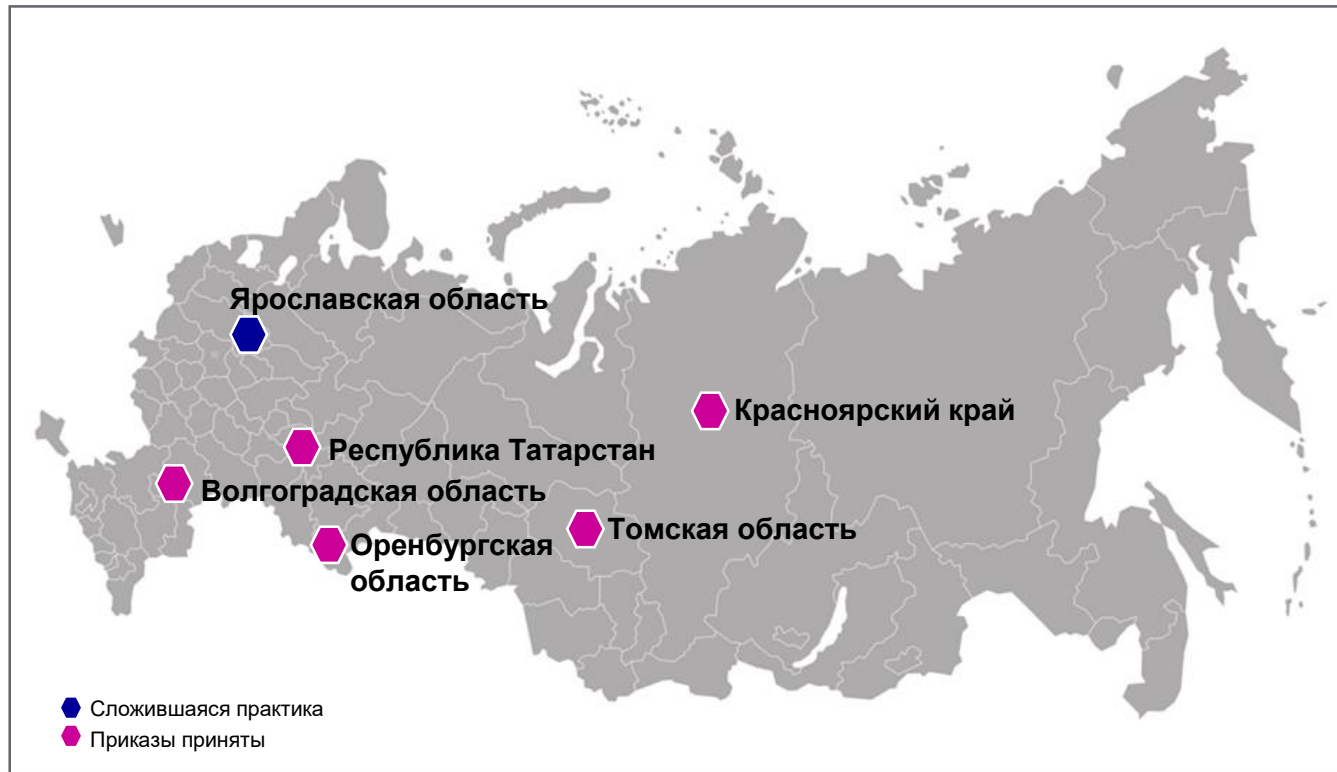 Ярославская область
Красноярский край
Республика Татарстан
Волгоградская область
Томская область
Оренбургская
область
Сложившаяся практика
Приказы приняты